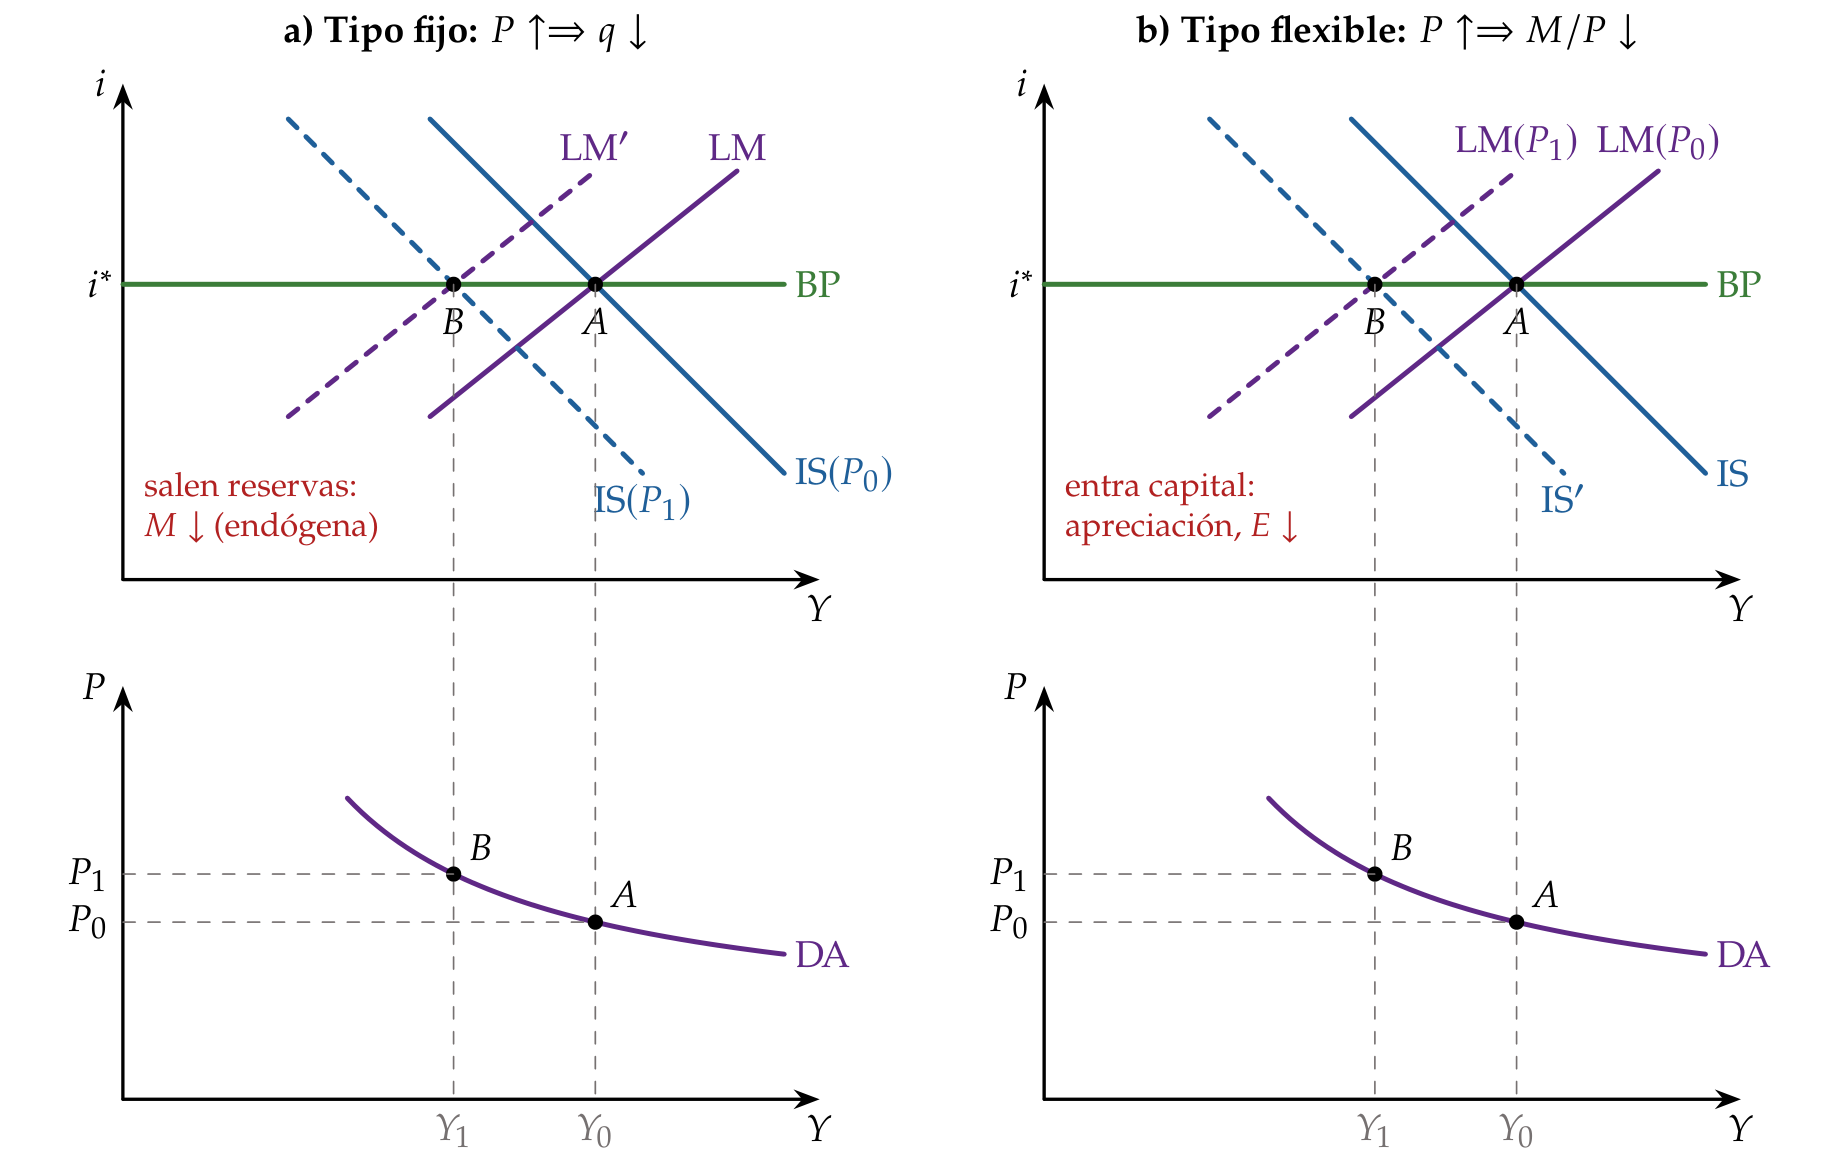 a) Tipo fijo: P ↑⇒ q ↓
i
LM′
LM
i*
BP
B
A
IS(P₀)
IS(P₁)
salen reservas:
M ↓ (endógena)
Y
P
B
P₁
A
P₀
DA
Y₁
Y₀
Y
b) Tipo flexible: P ↑⇒ M/P ↓
i
LM(P₁)
LM(P₀)
i*
BP
B
A
IS
IS′
entra capital:
apreciación, E ↓
Y
P
B
P₁
A
P₀
DA
Y₁
Y₀
Y